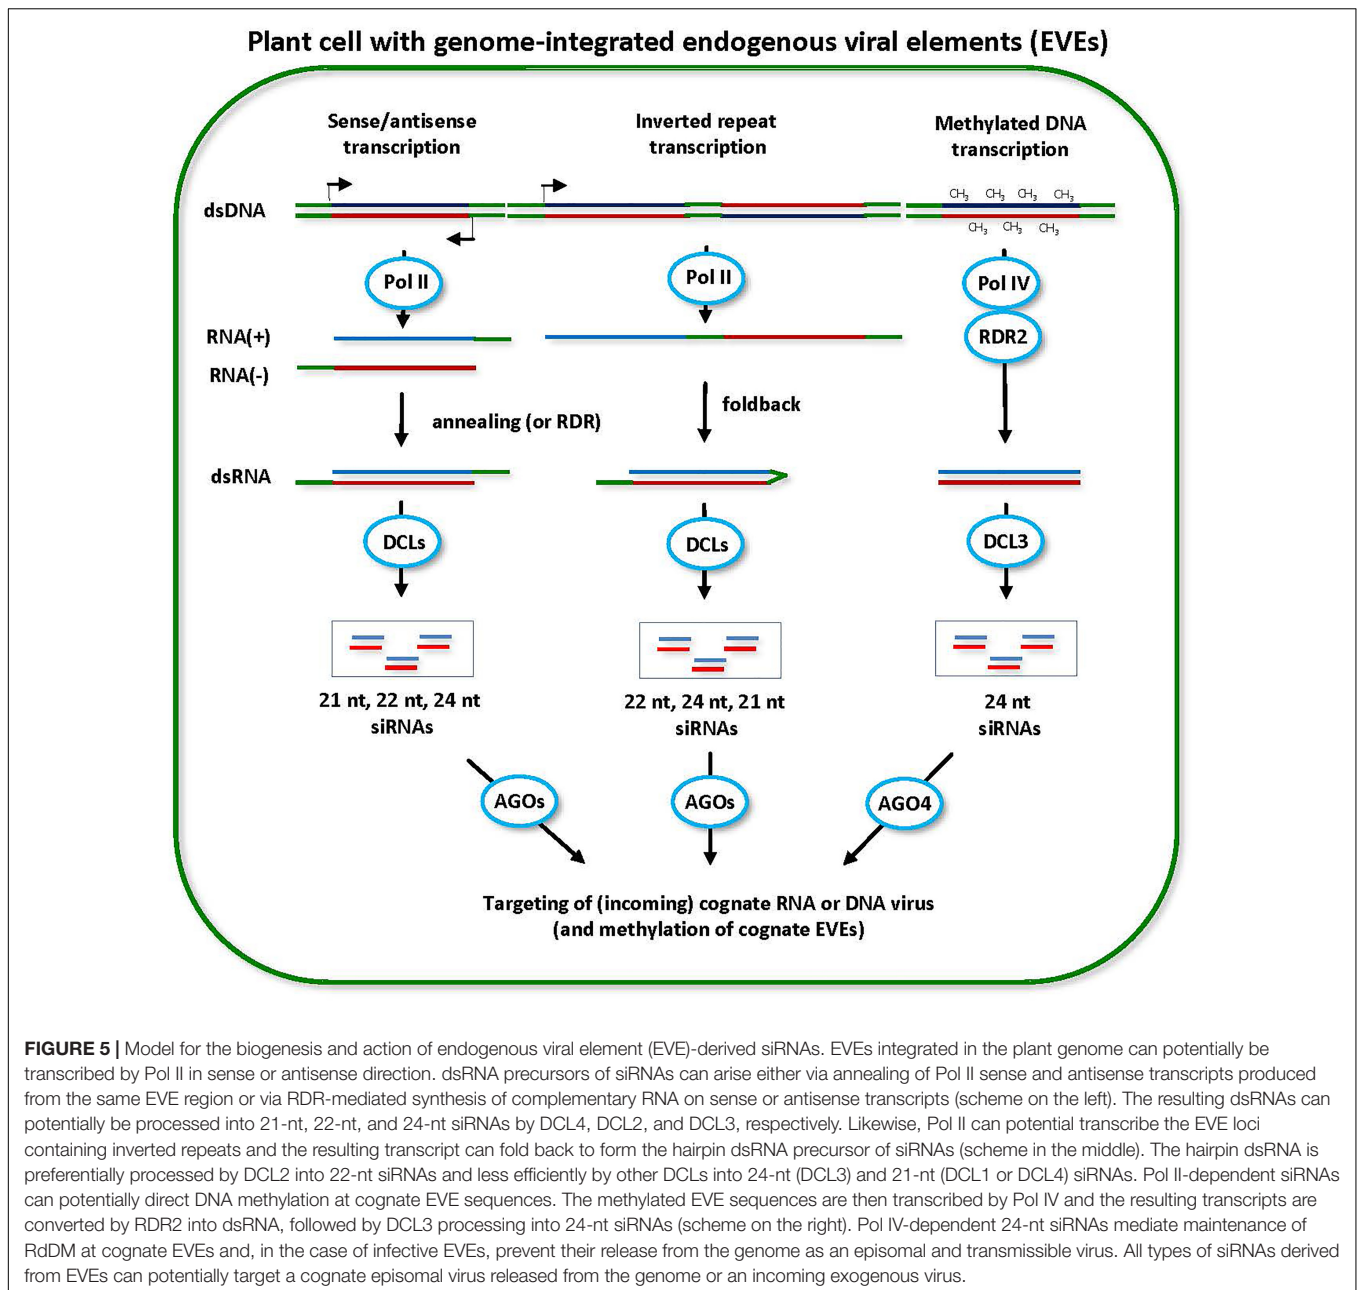 Plant cell with genome-integrated endogenous viral elements (EVEs)
Sense/antisense
transcription
Inverted repeat
transcription
Methylated DNA
transcription
dsDNA
CH3 CH3 CH3 CH3
CH3 CH3 CH3
Pol II
Pol II
Pol IV
RDR2
RNA(+)
RNA(-)
annealing (or RDR)
foldback
dsRNA
DCLs
DCLs
DCL3
21 nt, 22 nt, 24 nt
siRNAs
22 nt, 24 nt, 21 nt
siRNAs
24 nt
siRNAs
AGOs
AGOs
AGO4
Targeting of (incoming) cognate RNA or DNA virus
(and methylation of cognate EVEs)
FIGURE 5 | Model for the biogenesis and action of endogenous viral element (EVE)-derived siRNAs. EVEs integrated in the plant genome can potentially be
transcribed by Pol II in sense or antisense direction. dsRNA precursors of siRNAs can arise either via annealing of Pol II sense and antisense transcripts produced
from the same EVE region or via RDR-mediated synthesis of complementary RNA on sense or antisense transcripts (scheme on the left). The resulting dsRNAs can
potentially be processed into 21-nt, 22-nt, and 24-nt siRNAs by DCL4, DCL2, and DCL3, respectively. Likewise, Pol II can potential transcribe the EVE loci
containing inverted repeats and the resulting transcript can fold back to form the hairpin dsRNA precursor of siRNAs (scheme in the middle). The hairpin dsRNA is
preferentially processed by DCL2 into 22-nt siRNAs and less efficiently by other DCLs into 24-nt (DCL3) and 21-nt (DCL1 or DCL4) siRNAs. Pol II-dependent siRNAs
can potentially direct DNA methylation at cognate EVE sequences. The methylated EVE sequences are then transcribed by Pol IV and the resulting transcripts are
converted by RDR2 into dsRNA, followed by DCL3 processing into 24-nt siRNAs (scheme on the right). Pol IV-dependent 24-nt siRNAs mediate maintenance of
RdDM at cognate EVEs and, in the case of infective EVEs, prevent their release from the genome as an episomal and transmissible virus. All types of siRNAs derived
from EVEs can potentially target a cognate episomal virus released from the genome or an incoming exogenous virus.